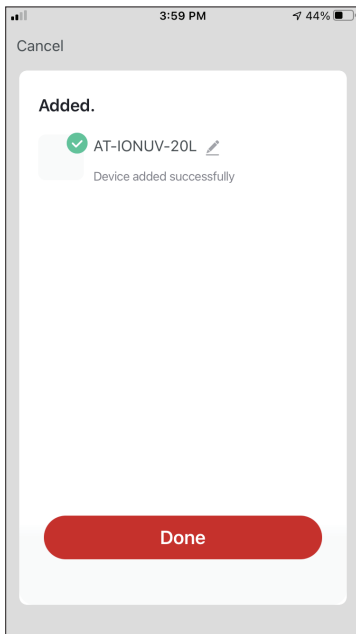 3:59 PM 44%
Cancel
Added.
AT-IONUV-20L
Device added successfully
Done